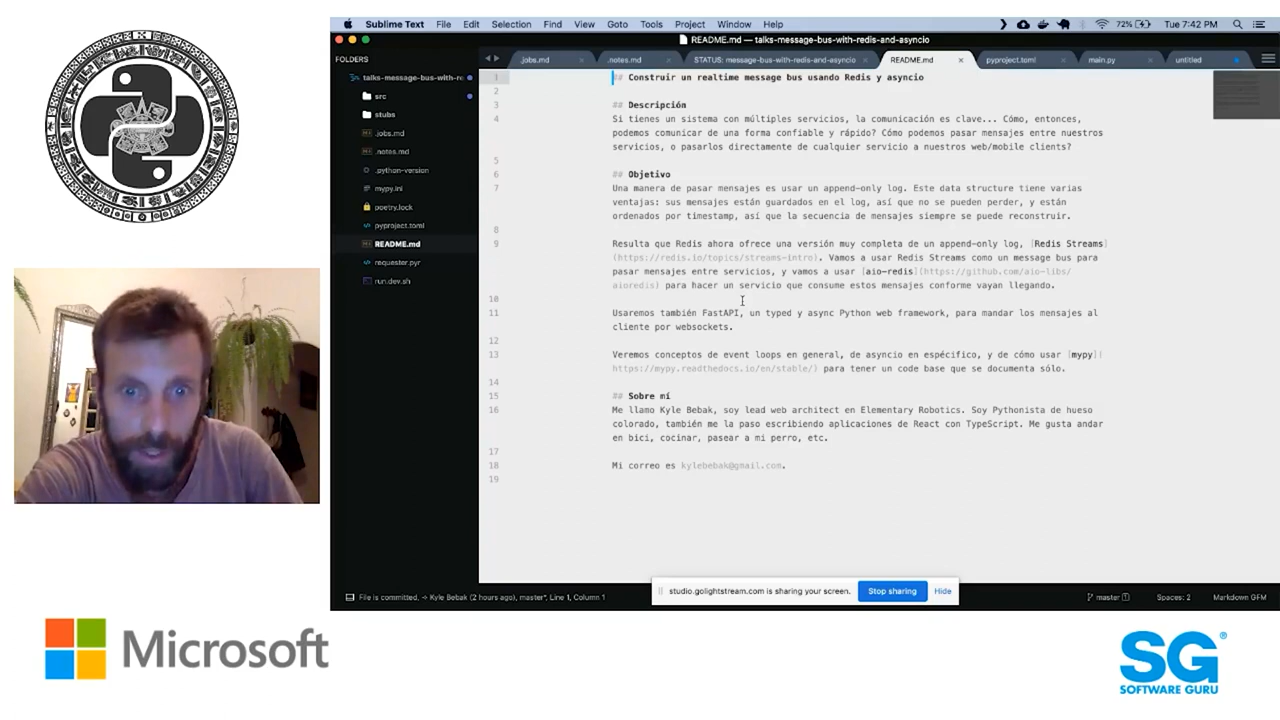 Sublime Text File Edit Selection Find View Goto Tools Project Window Help 72% Tue 7:42 PM
README.md — talks-message-bus-with-redis-and-asyncio
FOLDERS
talks-message-bus-with-re
src
stubs
.jobs.md
.notes.md
.python-version
mypy.ini
poetry.lock
pyproject.toml
README.md
requester.pyr
run.dev.sh
.jobs.md .notes.md STATUS: message-bus-with-redis-and-asyncio README.md pyproject.toml main.py untitled
1 ## Construir un realtime message bus usando Redis y asyncio
2
3 ## Descripción
4 Si tienes un sistema con múltiples servicios, la comunicación es clave... Cómo, entonces,
podemos comunicar de una forma confiable y rápido? Cómo podemos pasar mensajes entre nuestros
servicios, o pasarlos directamente de cualquier servicio a nuestros web/mobile clients?
5
6 ## Objetivo
7 Una manera de pasar mensajes es usar un append-only log. Este data structure tiene varias
ventajas: sus mensajes están guardados en el log, así que no se pueden perder, y están
ordenados por timestamp, así que la secuencia de mensajes siempre se puede reconstruir.
8
9 Resulta que Redis ahora ofrece una versión muy completa de un append-only log, [Redis Streams]
(https://redis.io/topics/streams-intro). Vamos a usar Redis Streams como un message bus para
pasar mensajes entre servicios, y vamos a usar [aio-redis](https://github.com/aio-libs/
aioredis) para hacer un servicio que consume estos mensajes conforme vayan llegando.
10
11 Usaremos también FastAPI, un typed y async Python web framework, para mandar los mensajes al
cliente por websockets.
12
13 Veremos conceptos de event loops en general, de asyncio en espécifico, y de cómo usar [mypy](
https://mypy.readthedocs.io/en/stable/) para tener un code base que se documenta sólo.
14
15 ## Sobre mí
16 Me llamo Kyle Bebak, soy lead web architect en Elementary Robotics. Soy Pythonista de hueso
colorado, también me la paso escribiendo aplicaciones de React con TypeScript. Me gusta andar
en bici, cocinar, pasear a mi perro, etc.
17
18 Mi correo es kylebebak@gmail.com.
19
studio.golightstream.com is sharing your screen. Stop sharing Hide
File is committed, -> Kyle Bebak (2 hours ago), master*, Line 1, Column 1 master 1 Spaces: 2 Markdown GFM
Microsoft
SG®
SOFTWARE GURU